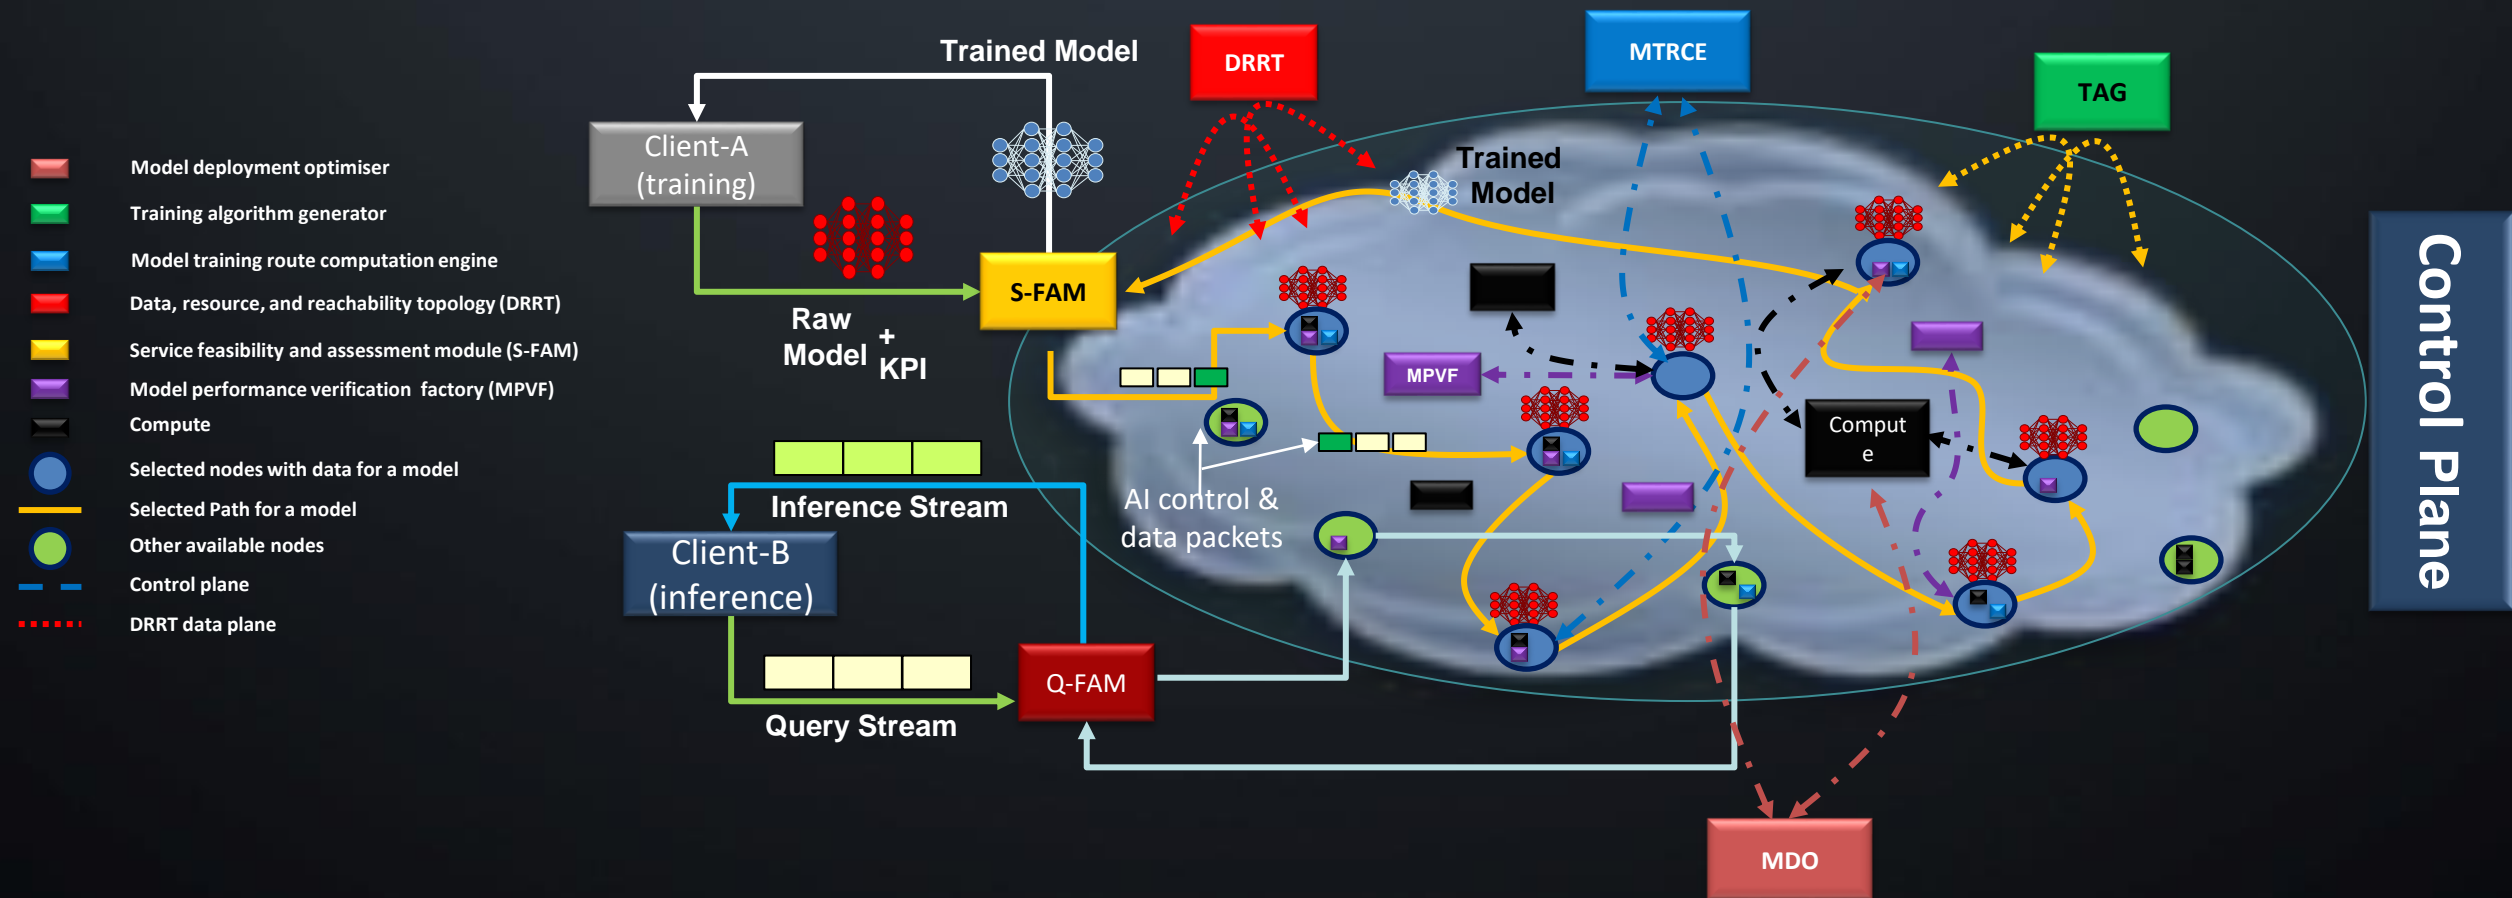 Model deployment optimiser
Training algorithm generator
Model training route computation engine
Data, resource, and reachability topology (DRRT)
Service feasibility and assessment module (S-FAM)
Model performance verification factory (MPVF)
Compute
Selected nodes with data for a model
Selected Path for a model
Other available nodes
Control plane
DRRT data plane
Trained Model
Client-A
(training)
Raw
Model
+
KPI
S-FAM
Inference Stream
Client-B
(inference)
Query Stream
Q-FAM
AI control &
data packets
DRRT
MTRCE
TAG
Trained
Model
MPVF
Comput
e
MDO
Control Plane